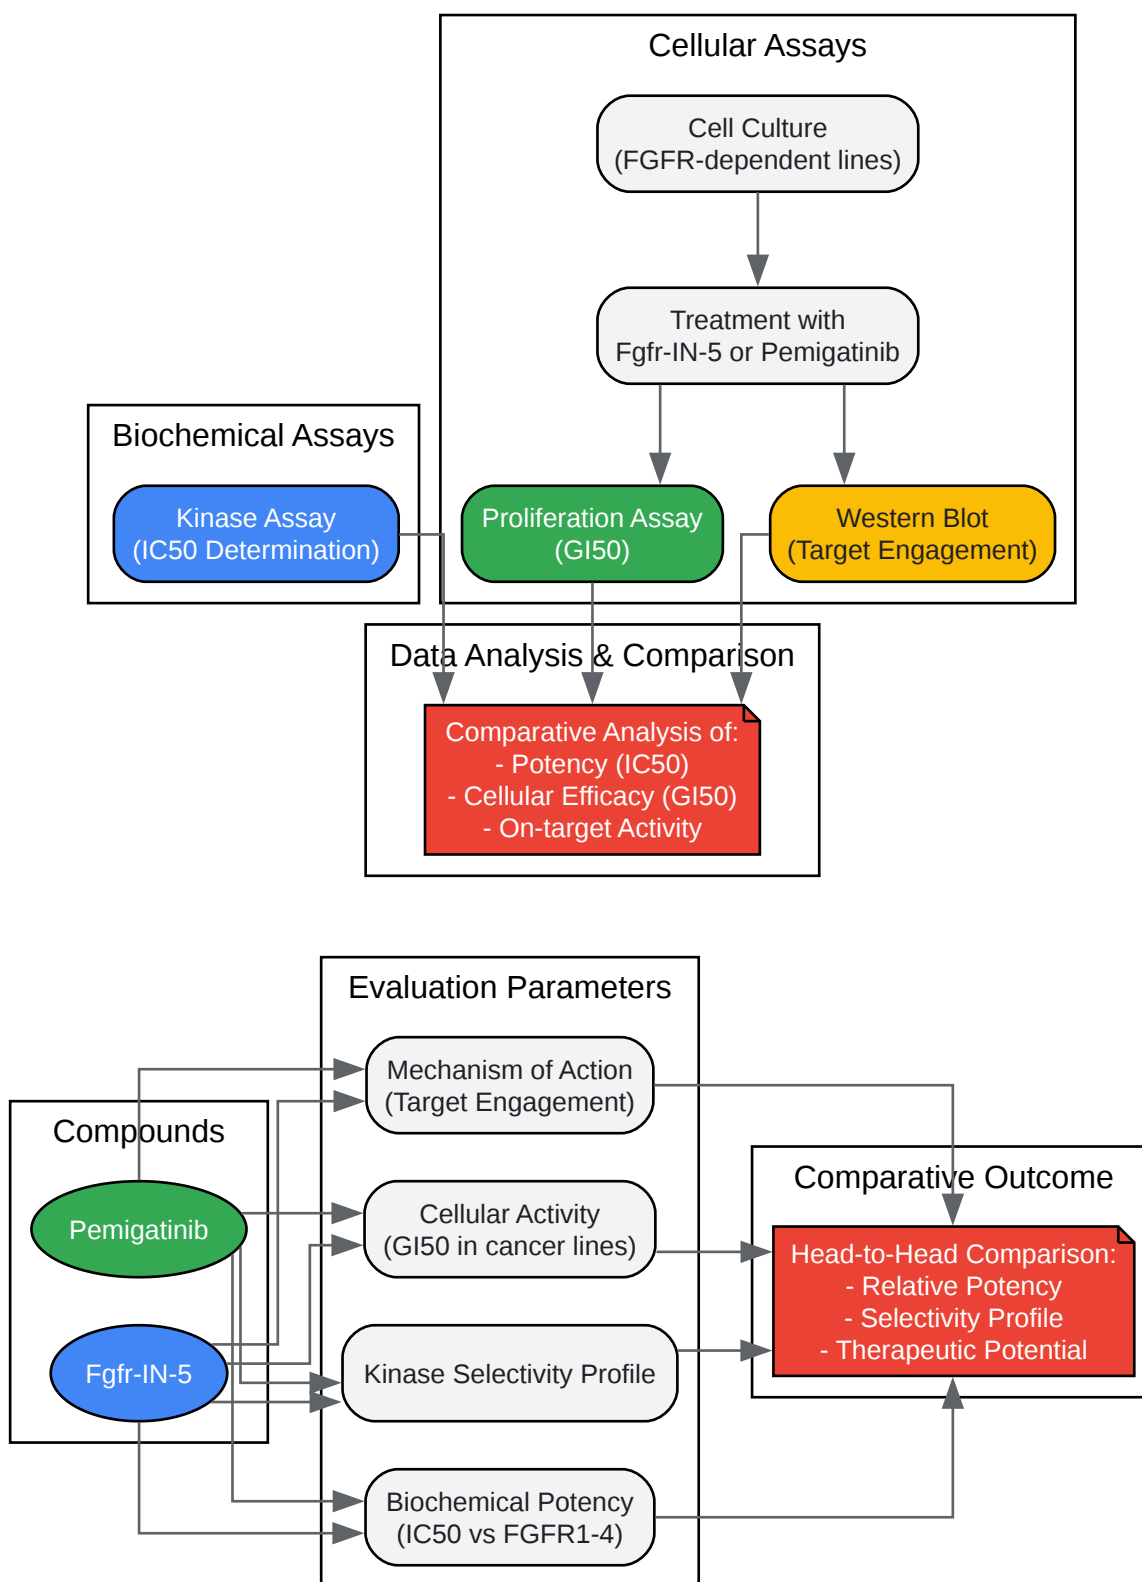 Cellular Assays
Cell Culture
(FGFR-dependent lines)
Treatment with
Fgfr-IN-5 or Pemigatinib
Biochemical Assays
Kinase Assay
(IC50 Determination)
Proliferation Assay
(GI50)
Western Blot
(Target Engagement)
Data Analysis & Comparison
Comparative Analysis of:
- Potency (IC50)
- Cellular Efficacy (GI50)
- On-target Activity
Evaluation Parameters
Mechanism of Action
(Target Engagement)
Compounds
Pemigatinib
Cellular Activity
(GI50 in cancer lines)
Comparative Outcome
Head-to-Head Comparison:
- Relative Potency
- Selectivity Profile
- Therapeutic Potential
Fgfr-IN-5
Kinase Selectivity Profile
Biochemical Potency
(IC50 vs FGFR1-4)